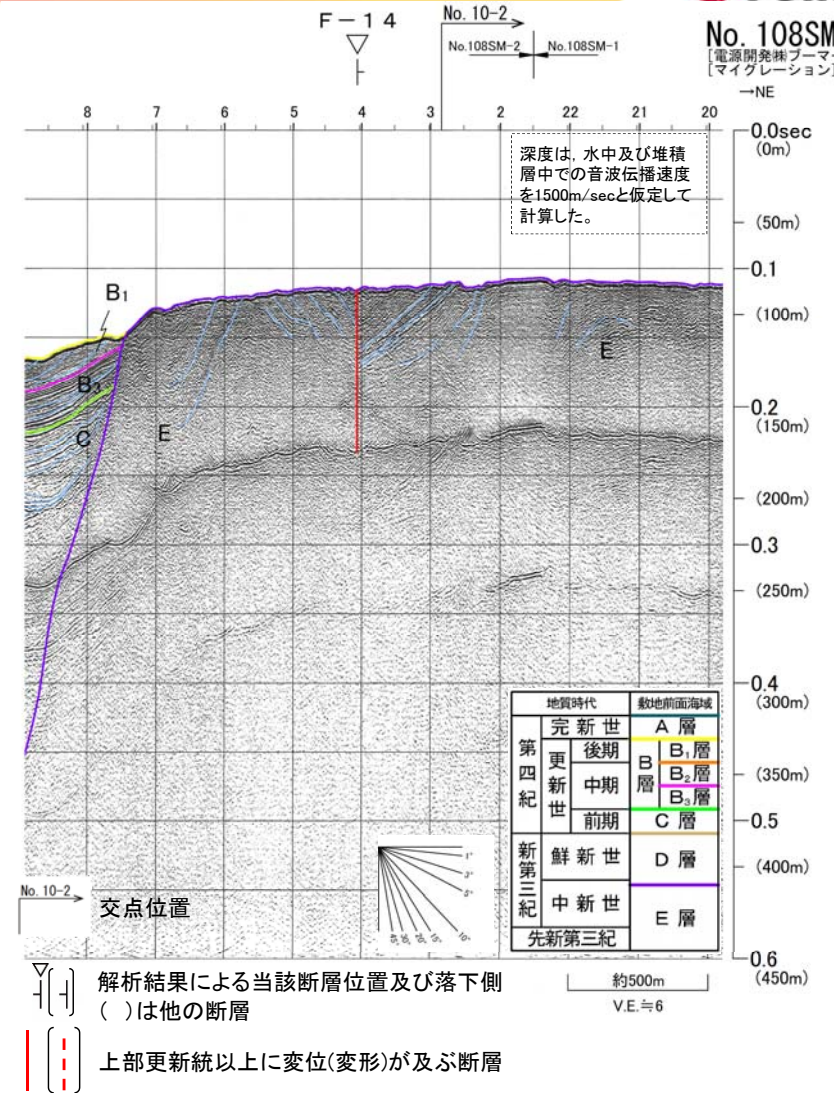 F-14
No. 10-2
No.108SM-2
No.108SM-1
No. 108SM
[電源開発㈱ブーマ
[マイグレーション]
→NE
8 7 6 5 4 3 2 22 21 20
0.0sec
(0m)
深度は, 水中及び堆積
層中での音波伝播速度
を1500m/secと仮定して
計算した。
(50m)
0.1
(100m)
B₁
E
B₃
0.2
(150m)
C
E
(200m)
0.3
(250m)
0.4
(300m)
地質時代 敷地前面海域
第四紀 完新世 A層
更新世 後期 B層 B₁層
中期 B₂層
B₃層
前期 C層
新第三紀 鮮新世 D層
中新世 E層
先新第三紀
(350m)
0.5
(400m)
1°
3°
5°
10°
15°
20°
30°
45°
No. 10-2
交点位置
0.6
(450m)
解析結果による当該断層位置及び落下側
( )は他の断層
約500m
V.E.≒6
上部更新統以上に変位(変形)が及ぶ断層